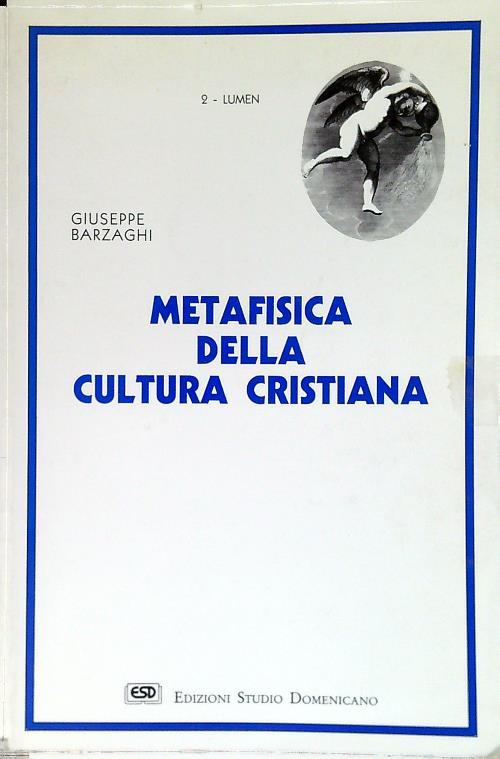 2 - LUMEN
GIUSEPPE
BARZAGHI
METAFISICA
DELLA
CULTURA CRISTIANA
ESD EDIZIONI STUDIO DOMENICANO